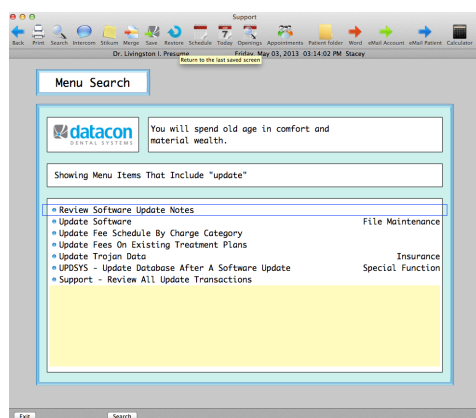 Support
Back Print Search Intercom Stikum Merge Save Restore Schedule Today Openings Appointments Patient folder Word eMail Account eMail Patient Calculator
Dr. Livingston I. Presume Friday, May 03, 2013 03:14:02 PM Stacey
Return to the last saved screen
Menu Search
datacon
DENTAL SYSTEMS
You will spend old age in comfort and
material wealth.
Showing Menu Items That Include "update"
Review Software Update Notes
Update Software File Maintenance
Update Fee Schedule By Charge Category
Update Fees On Existing Treatment Plans
Update Trojan Data Insurance
UPDSYS - Update Database After A Software Update Special Function
Support - Review All Update Transactions
Exit Search